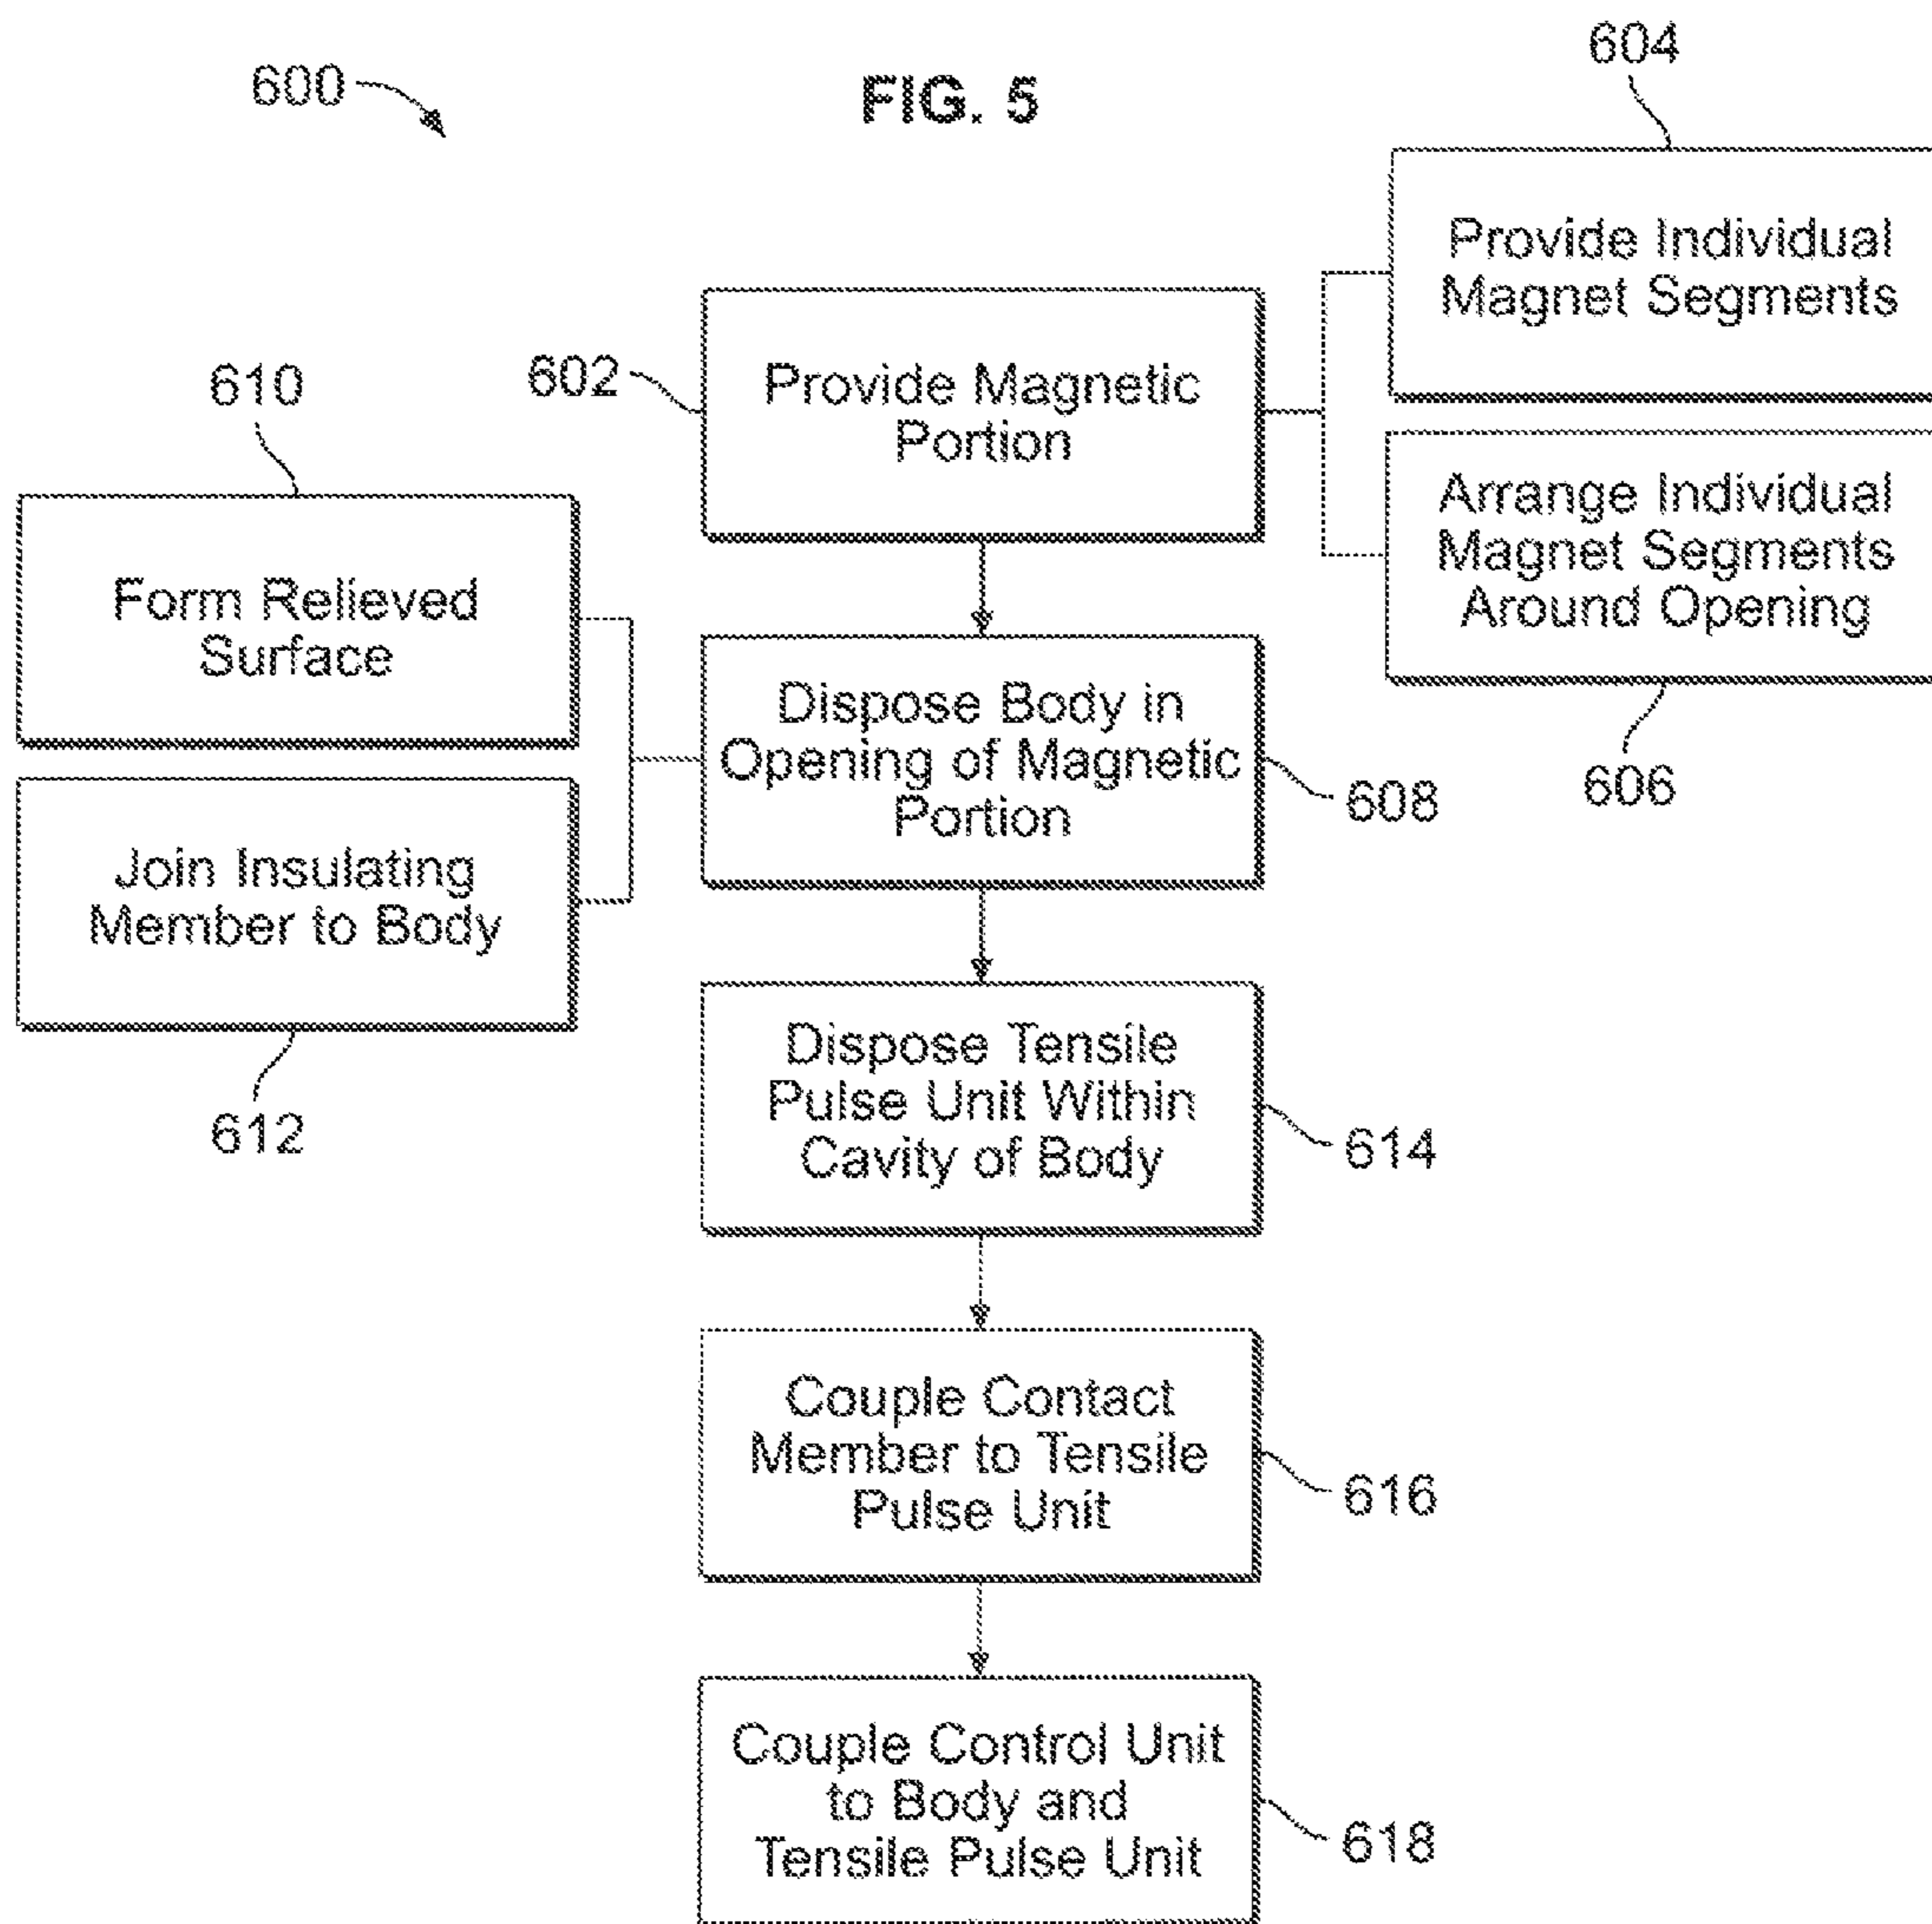 600
FIG. 5
604
Provide Individual
Magnet Segments
602
Provide Magnetic
Portion
610
Arrange Individual
Magnet Segments
Around Opening
606
Form Relieved
Surface
Dispose Body in
Opening of Magnetic
Portion
608
Join Insulating
Member to Body
612
Dispose Tensile
Pulse Unit Within
Cavity of Body
614
Couple Contact
Member to Tensile
Pulse Unit
616
Couple Control Unit
to Body and
Tensile Pulse Unit
618